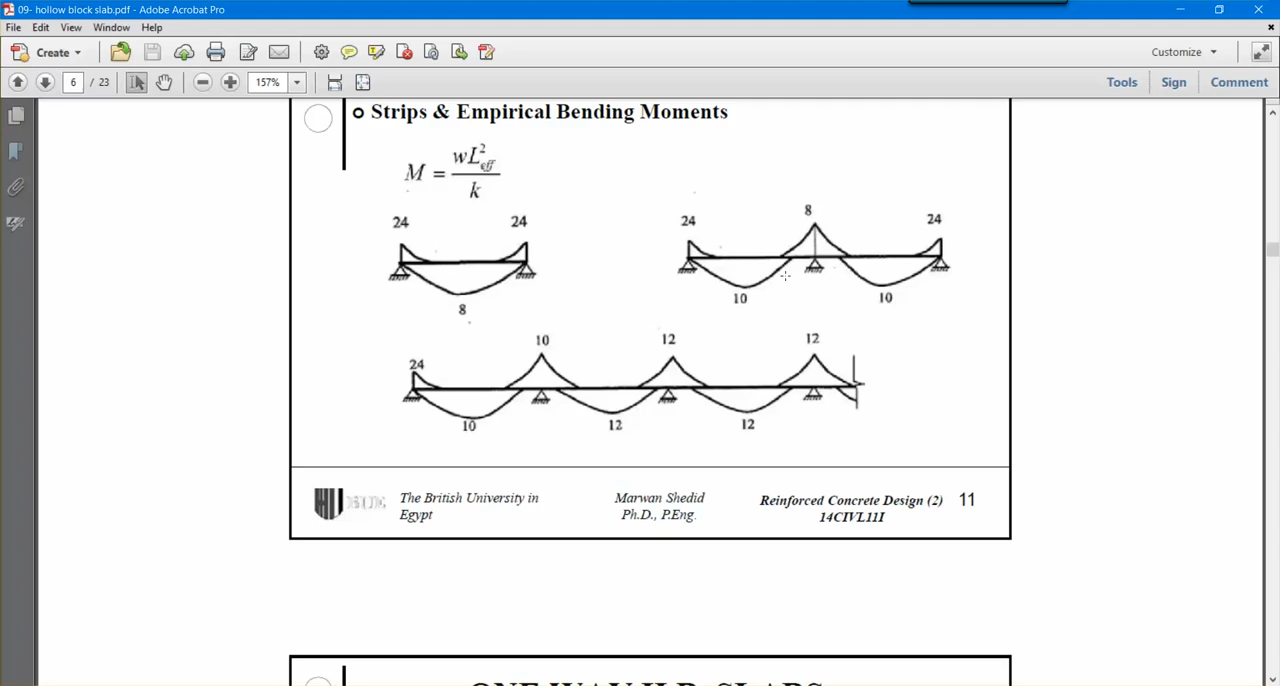 09- hollow block slab.pdf - Adobe Acrobat Pro
File Edit View Window Help
Create
Customize
6 / 23
157%
Tools Sign Comment
o Strips & Empirical Bending Moments
M = wL²eff / k
24 24
8
24 8 24
10 10
24 10 12 12
10 12 12
The British University in
Egypt
Marwan Shedid
Ph.D., P.Eng.
Reinforced Concrete Design (2)
14CIVL11I
11